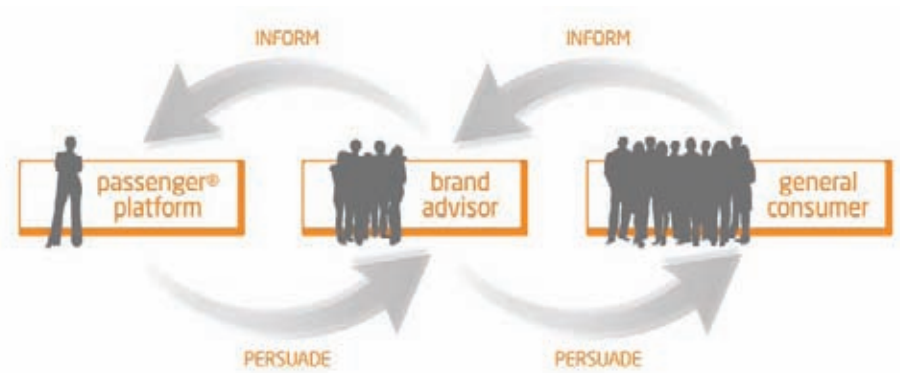 INFORM
INFORM
passenger®
platform
brand
advisor
general
consumer
PERSUADE
PERSUADE